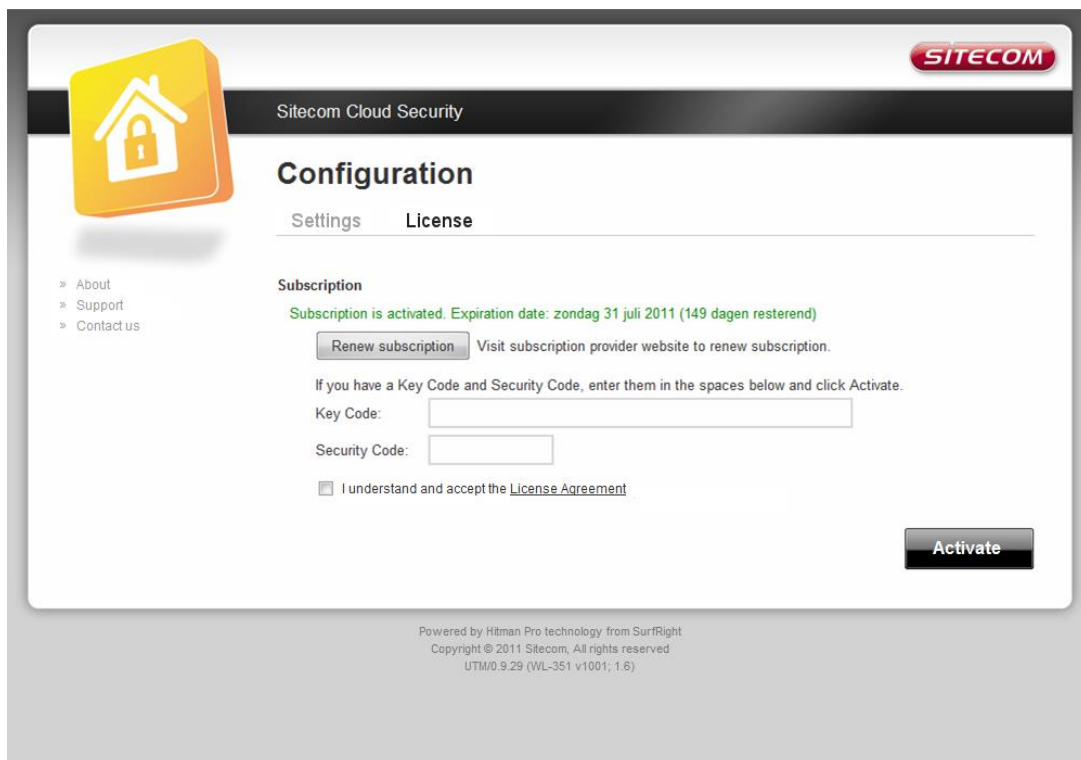 SITECOM
Sitecom Cloud Security
Configuration
Settings License
» About
» Support
» Contact us
Subscription
Subscription is activated. Expiration date: zondag 31 juli 2011 (149 dagen resterend)
Renew subscription Visit subscription provider website to renew subscription.
If you have a Key Code and Security Code, enter them in the spaces below and click Activate.
Key Code:
Security Code:
I understand and accept the License Agreement
Activate
Powered by Hitman Pro technology from SurfRight
Copyright © 2011 Sitecom, All rights reserved
UTM/0.9.29 (WL-351 v1001; 1.6)